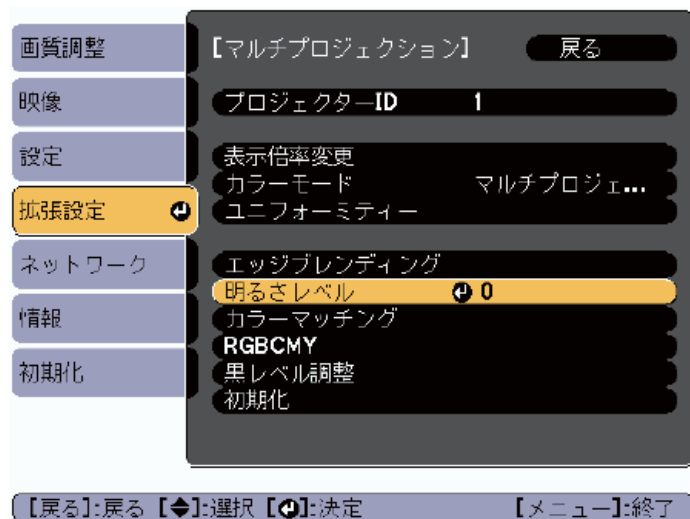 画質調整
映像
設定
拡張設定
ネットワーク
情報
初期化
【マルチプロジェクション】 戻る
プロジェクターID 1
表示倍率変更
カラーモード マルチプロジェ...
ユニフォーミティー
エッジブレンディング
明るさレベル 0
カラーマッチング
RGBCMY
黒レベル調整
初期化
【戻る】:戻る 【◆】:選択 【⏎】:決定 【メニュー】:終了